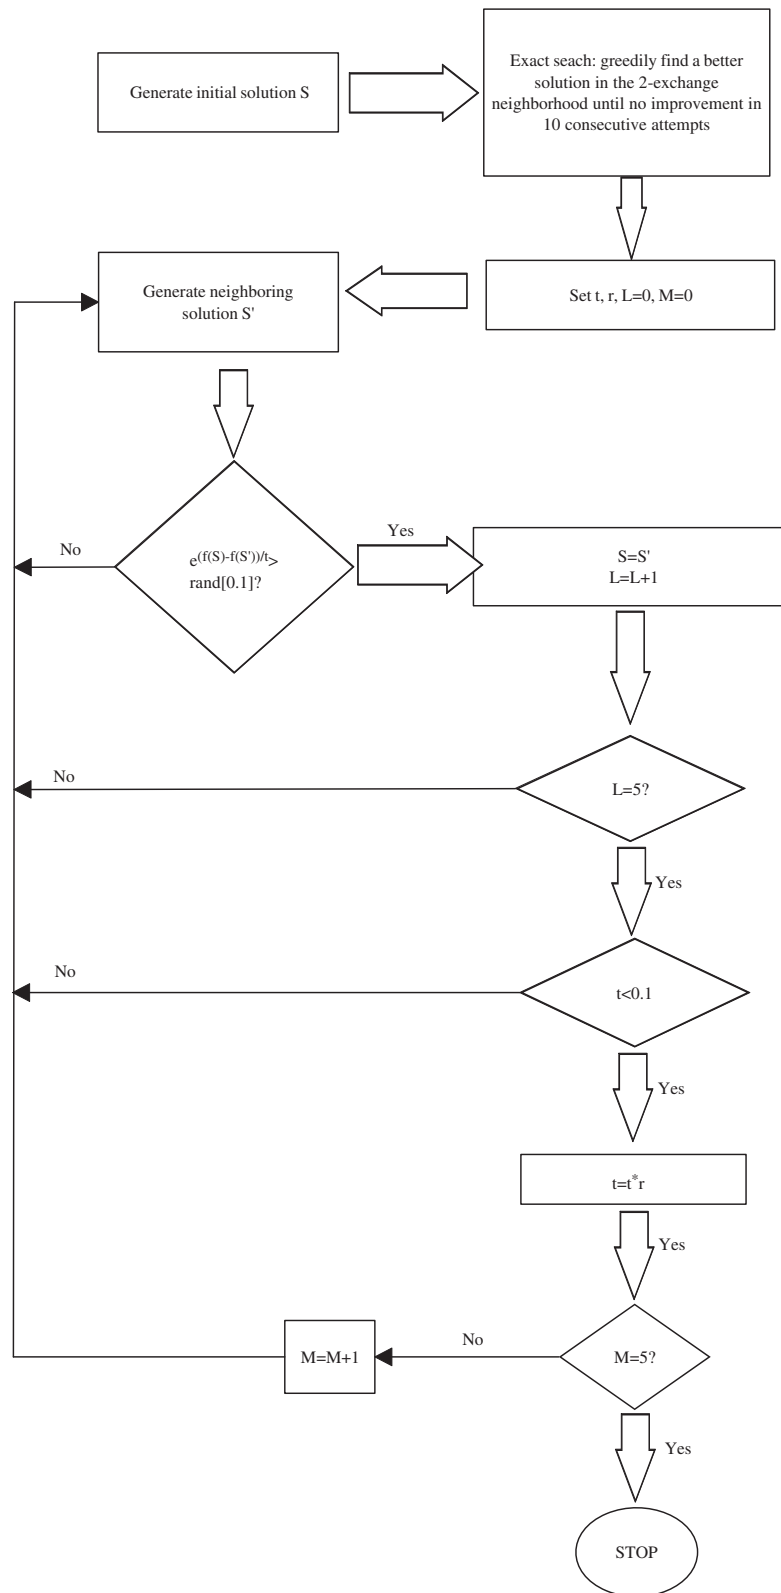 Generate initial solution S
Exact seach: greedily find a better
solution in the 2-exchange
neighborhood until no improvement in
10 consecutive attempts
Set t, r, L=0, M=0
Generate neighboring
solution S'
e(f(S)-f(S'))/t>
rand[0.1]?
No
Yes
S=S'
L=L+1
L=5?
No
Yes
t<0.1
No
Yes
t=t*r
Yes
M=5?
No
M=M+1
Yes
STOP